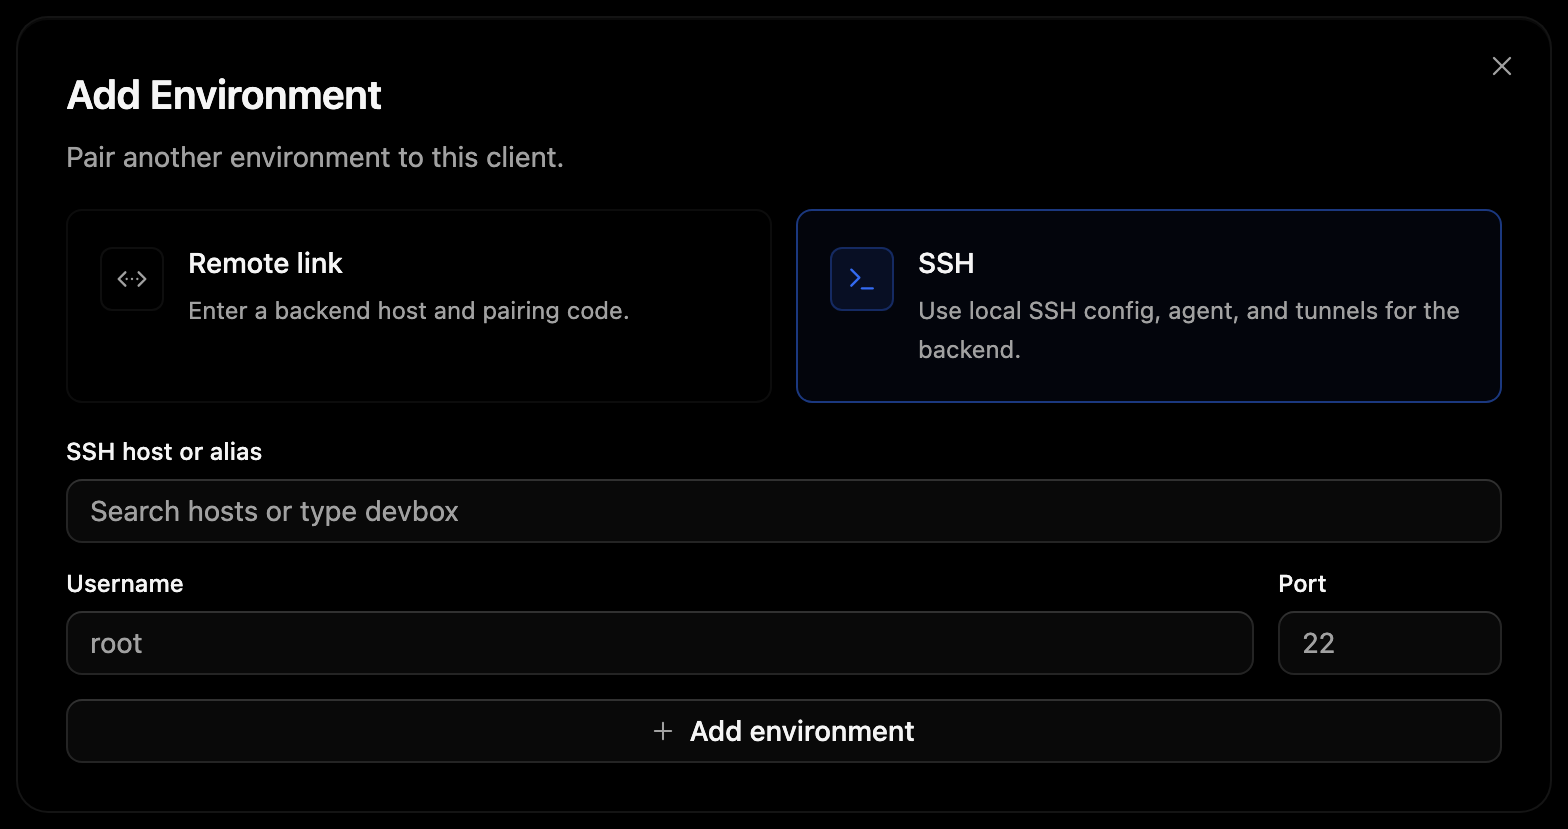 Add Environment
Pair another environment to this client.
Remote link
Enter a backend host and pairing code.
SSH
Use local SSH config, agent, and tunnels for the
backend.
SSH host or alias
Search hosts or type devbox
Username
Port
root
22
Add environment